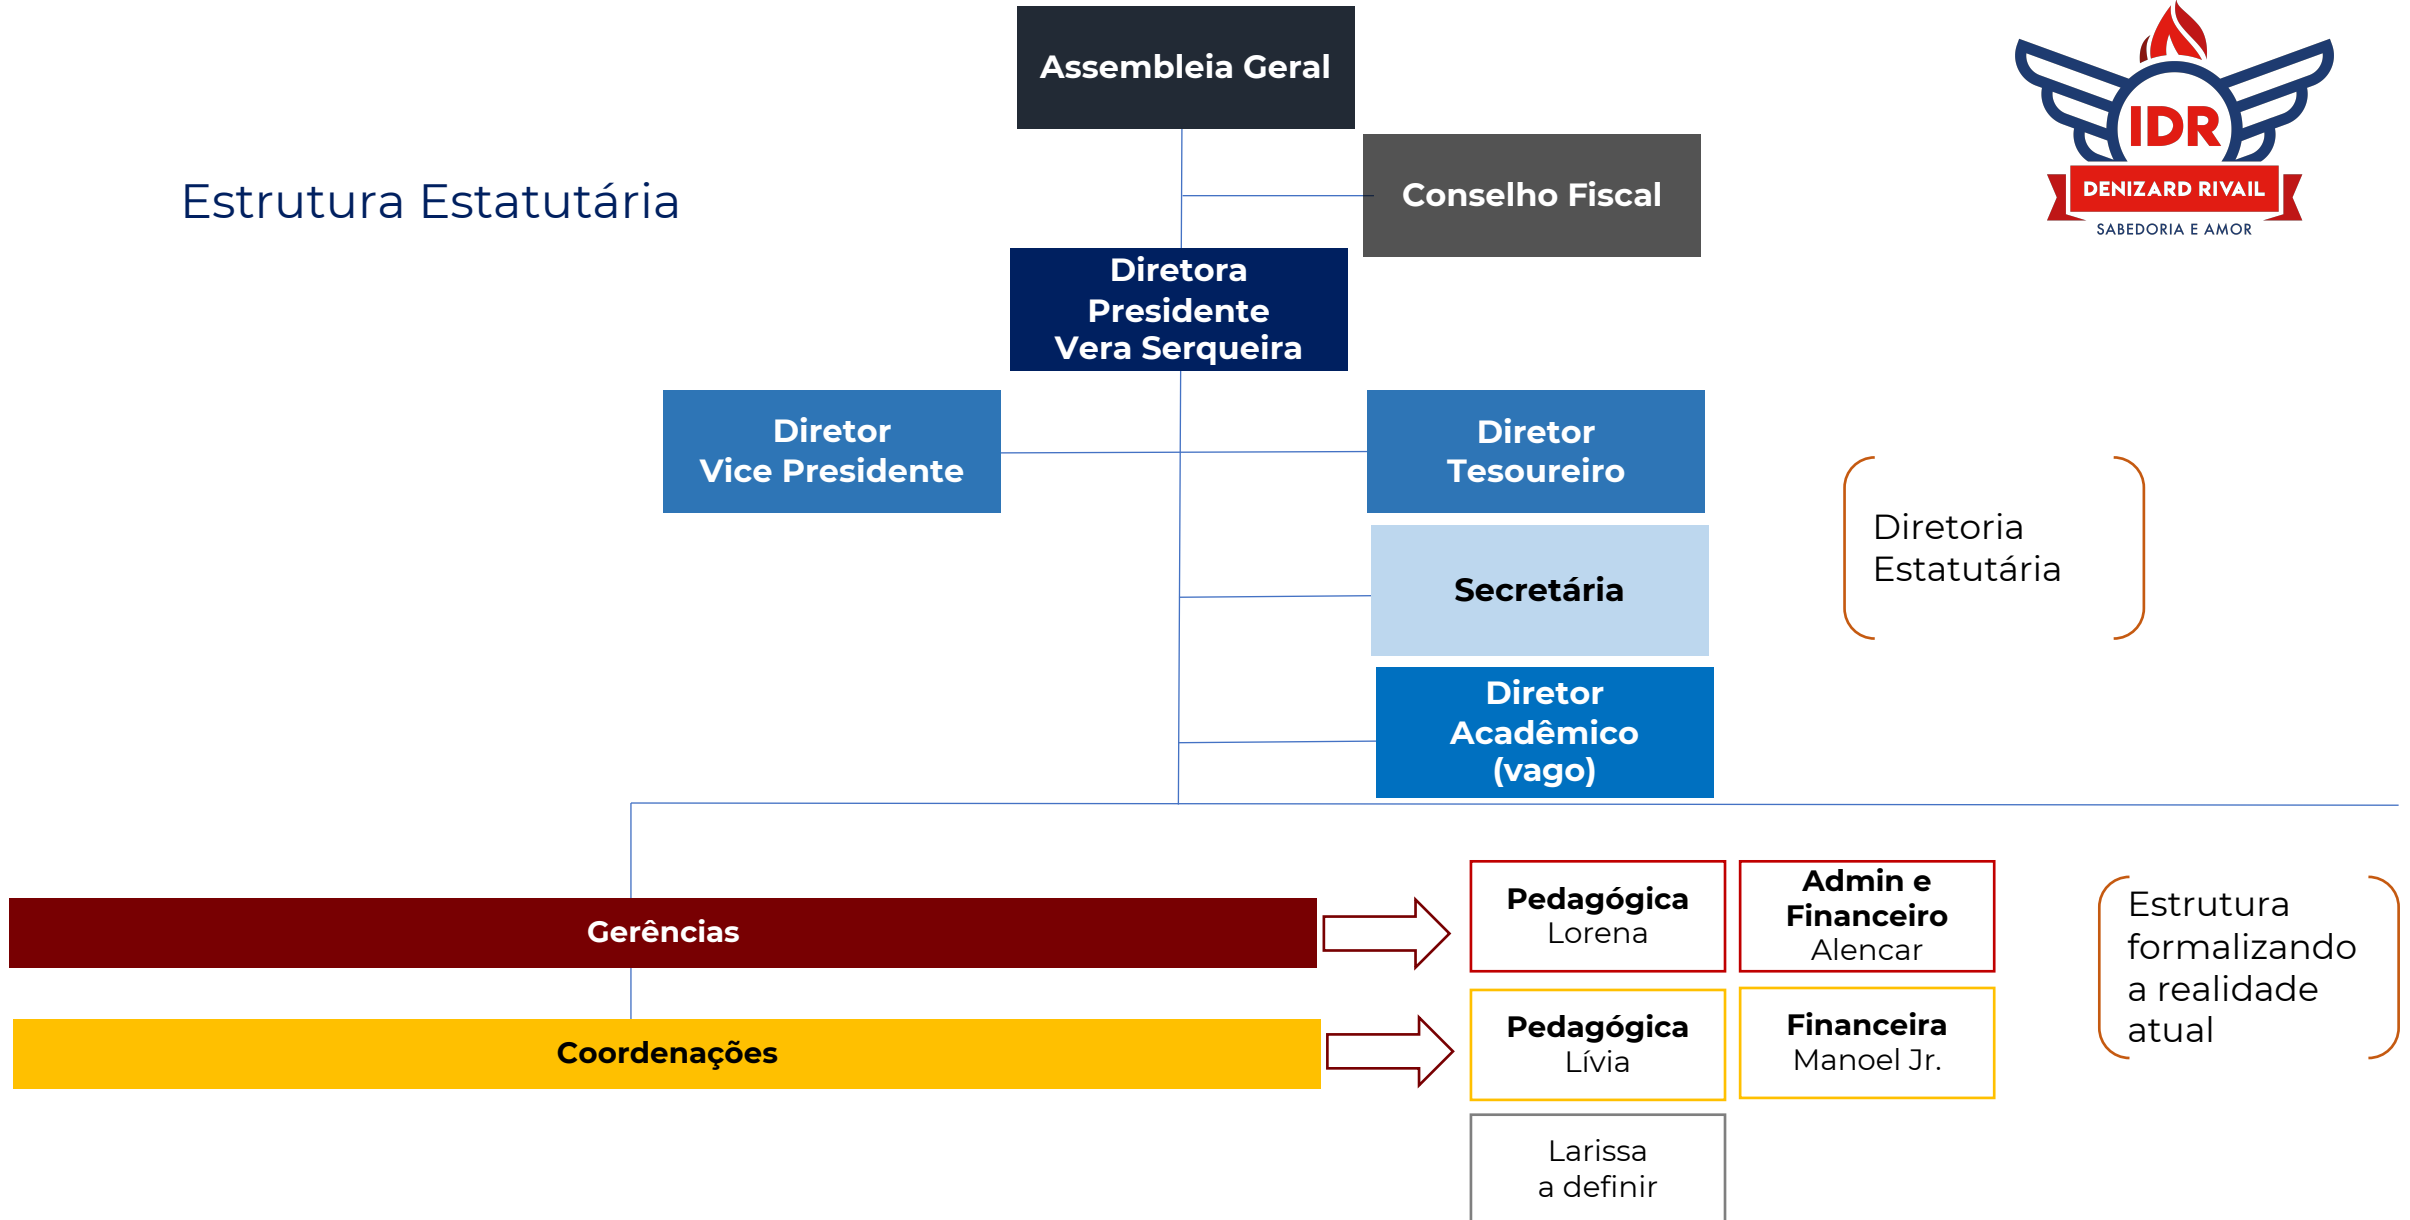 Assembleia Geral
IDR
DENIZARD RIVAIL
SABEDORIA E AMOR
Conselho Fiscal
Estrutura Estatutária
Diretora
Presidente
Vera Serqueira
Diretor
Vice Presidente
Diretor
Tesoureiro
Diretoria
Estatutária
Secretária
Diretor
Acadêmico
(vago)
Gerências
Pedagógica
Lorena
Admin e
Financeiro
Alencar
Estrutura
formalizando
a realidade
atual
Coordenações
Pedagógica
Lívia
Financeira
Manoel Jr.
Larissa
a definir